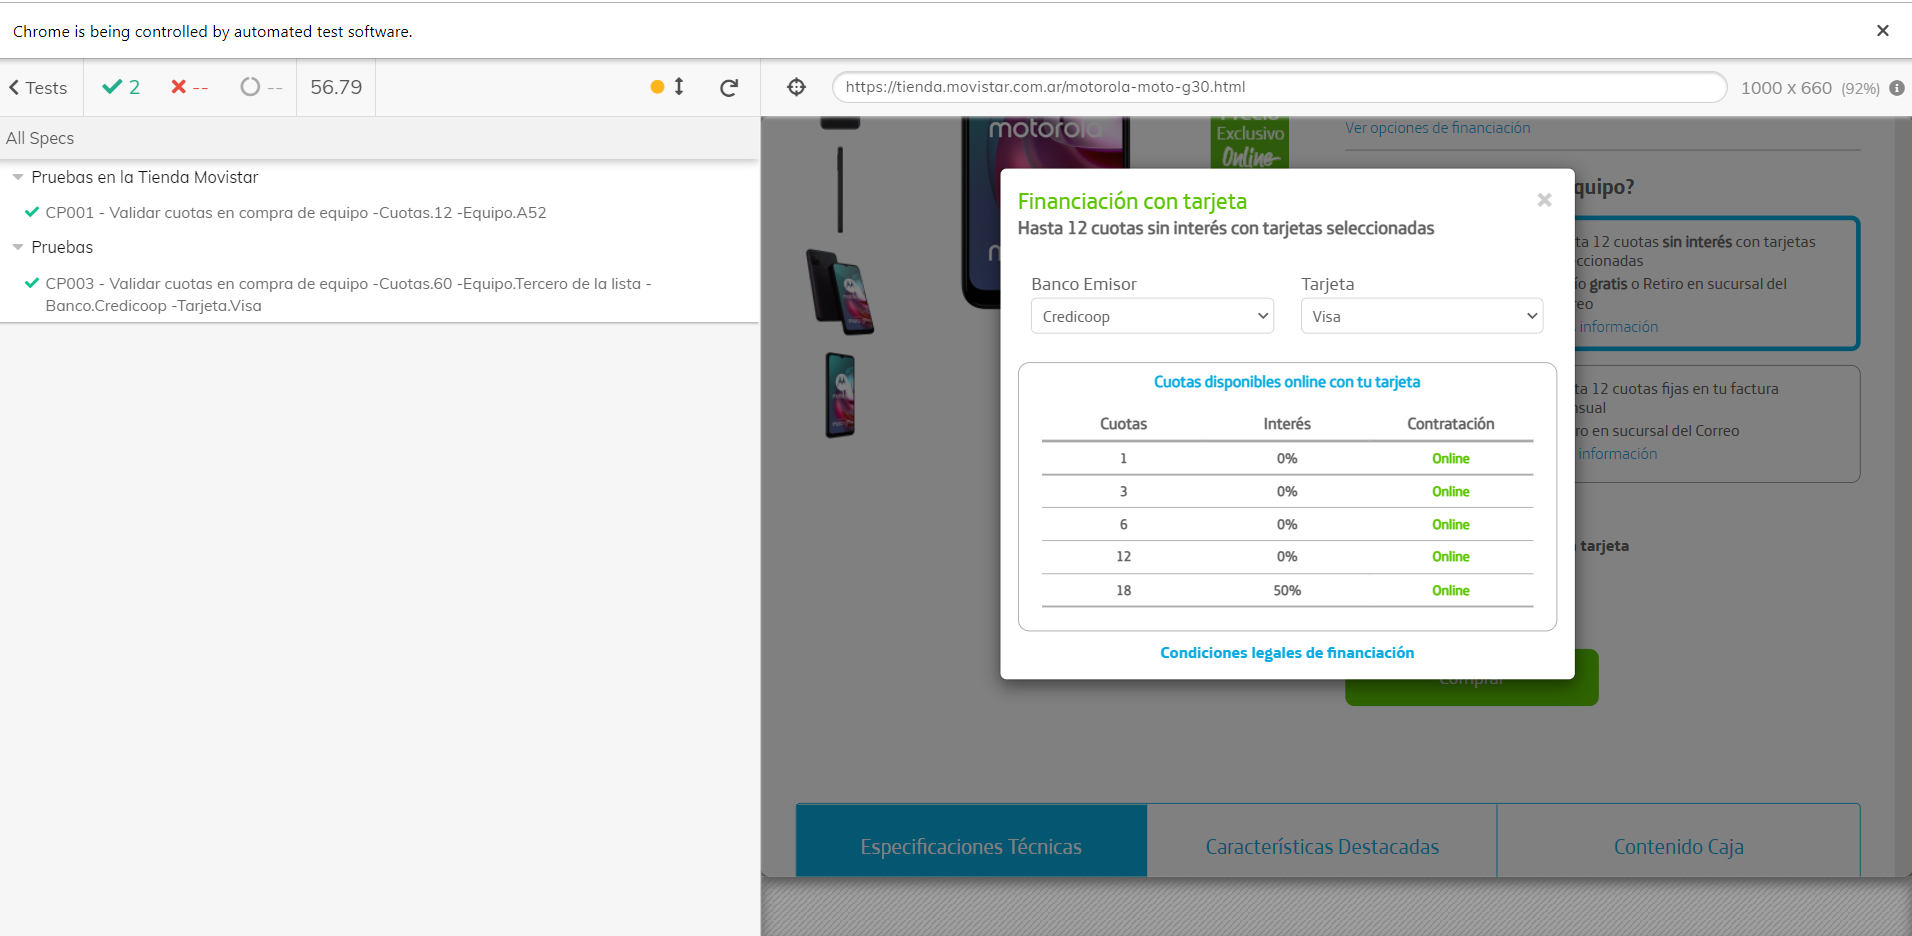 Chrome is being controlled by automated test software.
Tests
2
--
--
56.79
https://tienda.movistar.com.ar/motorola-moto-g30.html
1000 x 660 (92%)
All Specs
Pruebas en la Tienda Movistar
CP001 - Validar cuotas en compra de equipo -Cuotas.12 -Equipo.A52
Pruebas
CP003 - Validar cuotas en compra de equipo -Cuotas.60 -Equipo.Tercero de la lista -
Banco.Credicoop -Tarjeta.Visa
motorola
Precio
Exclusivo
Online
Ver opciones de financiación
quipo?
ta 12 cuotas sin interés con tarjetas
ccionadas
ío gratis o Retiro en sucursal del
eo
información
ta 12 cuotas fijas en tu factura
nsual
ro en sucursal del Correo
información
tarjeta
Financiación con tarjeta
Hasta 12 cuotas sin interés con tarjetas seleccionadas
Banco Emisor Tarjeta
Credicoop Visa
Cuotas disponibles online con tu tarjeta
Cuotas Interés Contratación
1 0% Online
3 0% Online
6 0% Online
12 0% Online
18 50% Online
Condiciones legales de financiación
Comprar
Especificaciones Técnicas
Características Destacadas
Contenido Caja